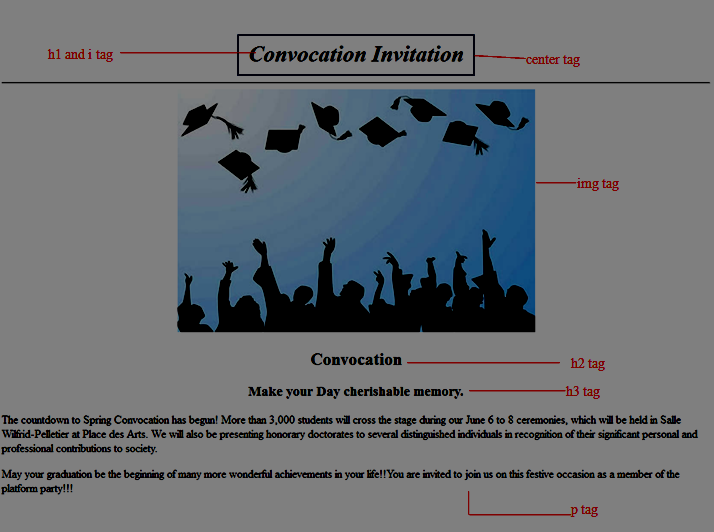 Convocation Invitation
h1 and i tag
center tag
img tag
Convocation
h2 tag
Make your Day cherishable memory.
h3 tag
The countdown to Spring Convocation has begun! More than 3,000 students will cross the stage during our June 6 to 8 ceremonies, which will be held in Salle
Wilfrid-Pelletier at Place des Arts. We will also be presenting honorary doctorates to several distinguished individuals in recognition of their significant personal and
professional contributions to society.
May your graduation be the beginning of many more wonderful achievements in your life!!You are invited to join us on this festive occasion as a member of the
platform party!!!
p tag